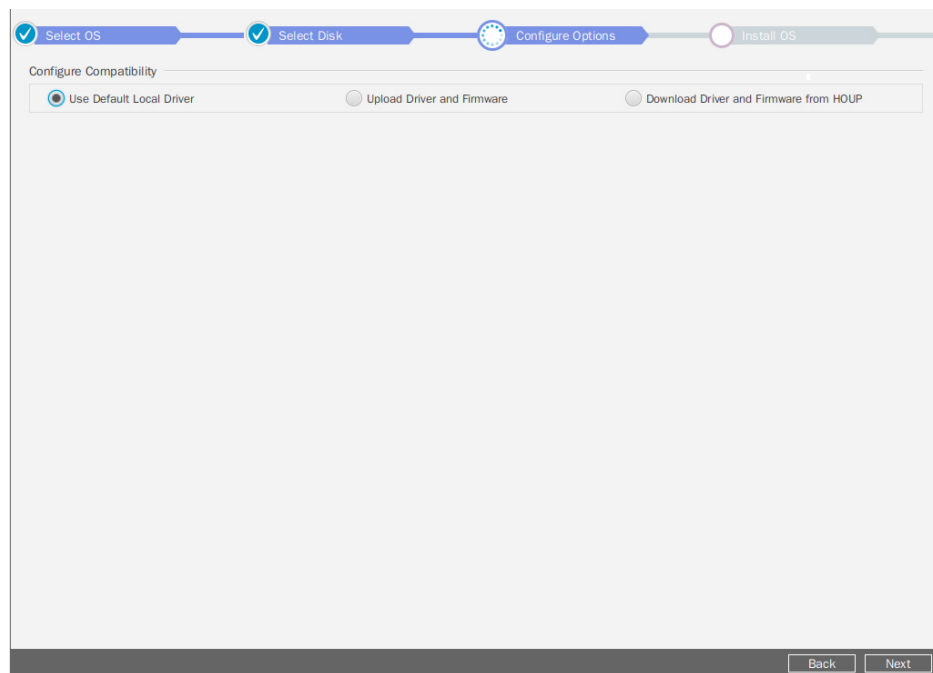 Select OS
Select Disk
Configure Options
Install OS
Configure Compatibility
Use Default Local Driver
Upload Driver and Firmware
Download Driver and Firmware from HOUP
Back
Next